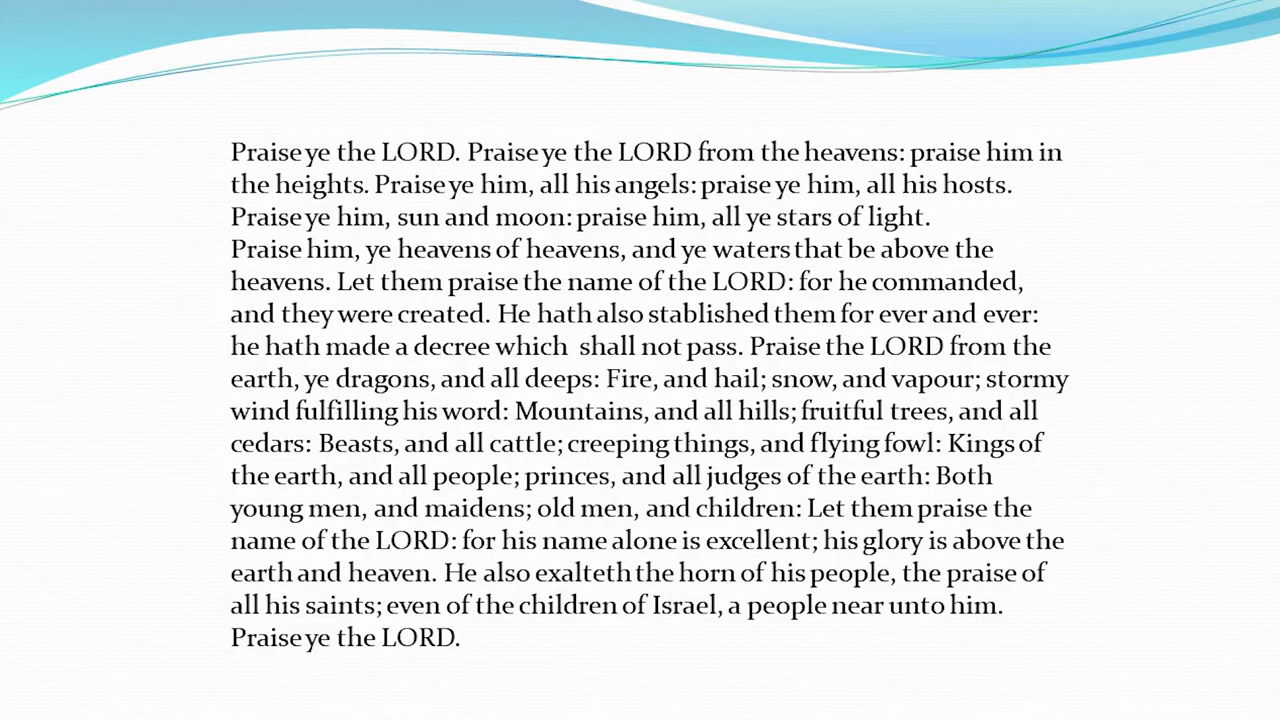 Praise ye the LORD. Praise ye the LORD from the heavens: praise him in
the heights. Praise ye him, all his angels: praise ye him, all his hosts.
Praise ye him, sun and moon: praise him, all ye stars of light.
Praise him, ye heavens of heavens, and ye waters that be above the
heavens. Let them praise the name of the LORD: for he commanded,
and they were created. He hath also stablished them for ever and ever:
he hath made a decree which shall not pass. Praise the LORD from the
earth, ye dragons, and all deeps: Fire, and hail; snow, and vapour; stormy
wind fulfilling his word: Mountains, and all hills; fruitful trees, and all
cedars: Beasts, and all cattle; creeping things, and flying fowl: Kings of
the earth, and all people; princes, and all judges of the earth: Both
young men, and maidens; old men, and children: Let them praise the
name of the LORD: for his name alone is excellent; his glory is above the
earth and heaven. He also exalteth the horn of his people, the praise of
all his saints; even of the children of Israel, a people near unto him.
Praise ye the LORD.